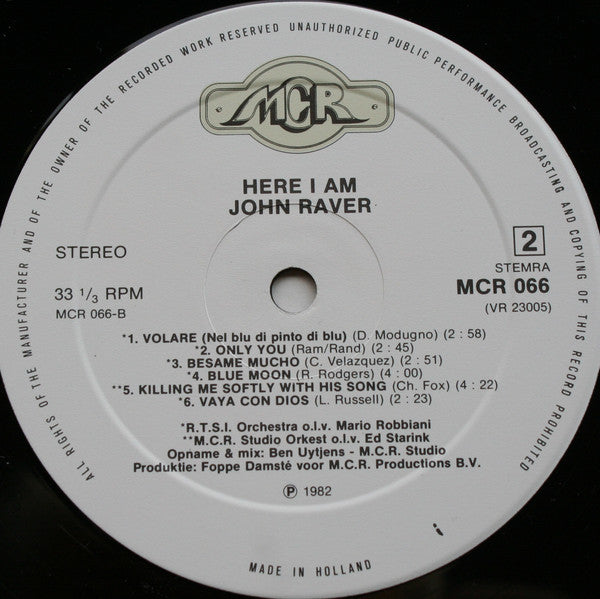 ALL RIGHTS OF THE MANUFACTURER AND OF THE OWNER OF THE RECORDED WORK RESERVED UNAUTHORIZED PUBLIC PERFORMANCE BROADCASTING AND COPYING OF THIS RECORD PROHIBITED
MCR
HERE I AM
JOHN RAVER
STEREO
2
STEMRA
33 1/3 RPM
MCR 066
MCR 066-B
(VR 23005)
*1. VOLARE (Nel blu di pinto di blu) (D. Modugno) (2 : 58)
*2. ONLY YOU (Ram/Rand) (2 : 45)
*3. BESAME MUCHO (C. Velazquez) (2 : 51)
*4. BLUE MOON (R. Rodgers) (4 : 00)
**5. KILLING ME SOFTLY WITH HIS SONG (Ch. Fox) (4 : 22)
*6. VAYA CON DIOS (L. Russell) (2 : 23)
*R.T.S.I. Orchestra o.l.v. Mario Robbiani
**M.C.R. Studio Orkest o.l.v. Ed Starink
Opname & mix: Ben Uytjens - M.C.R. Studio
Produktie: Foppe Damsté voor M.C.R. Productions B.V.
℗ 1982
MADE IN HOLLAND